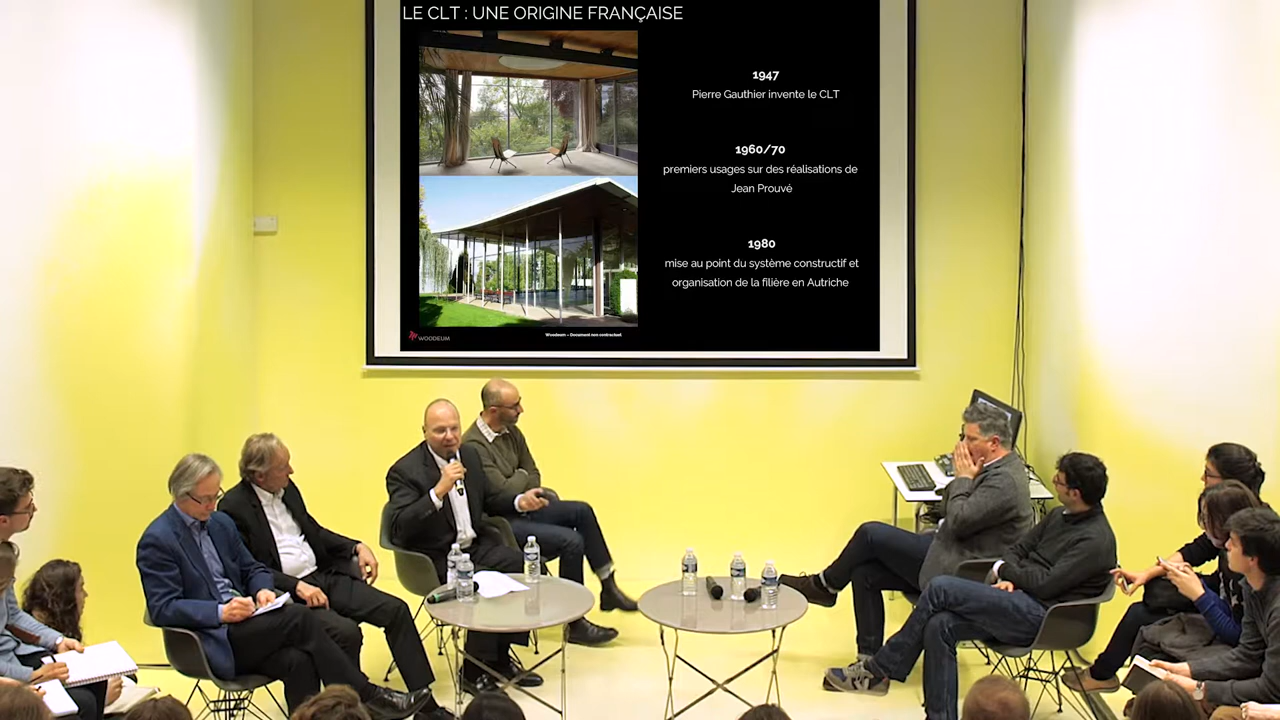 LE CLT : UNE ORIGINE FRANÇAISE
1947
Pierre Gauthier invente le CLT
1960/70
premiers usages sur des réalisations de
Jean Prouvé
1980
mise au point du système constructif et
organisation de la filière en Autriche
WOODEUM
Woodeum – Document non contractuel